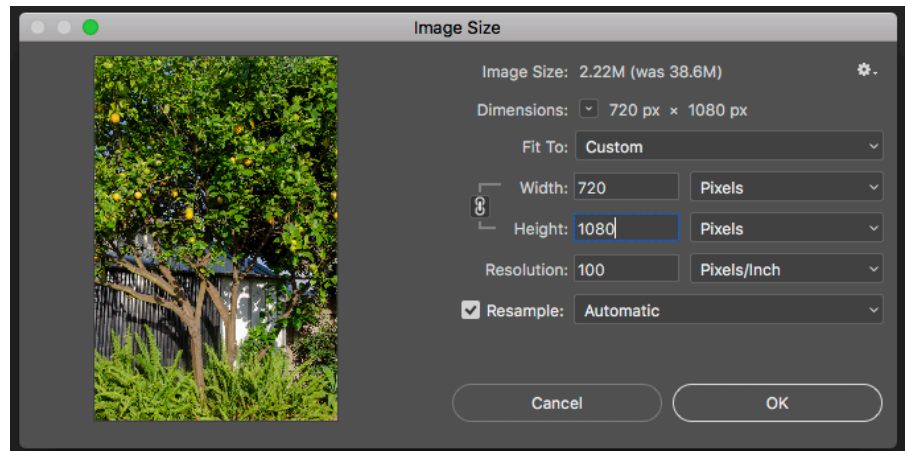 Image Size
Image Size: 2.22M (was 38.6M)
Dimensions: 720 px × 1080 px
Fit To: Custom
Width: 720 Pixels
Height: 1080 Pixels
Resolution: 100 Pixels/Inch
Resample: Automatic
Cancel OK